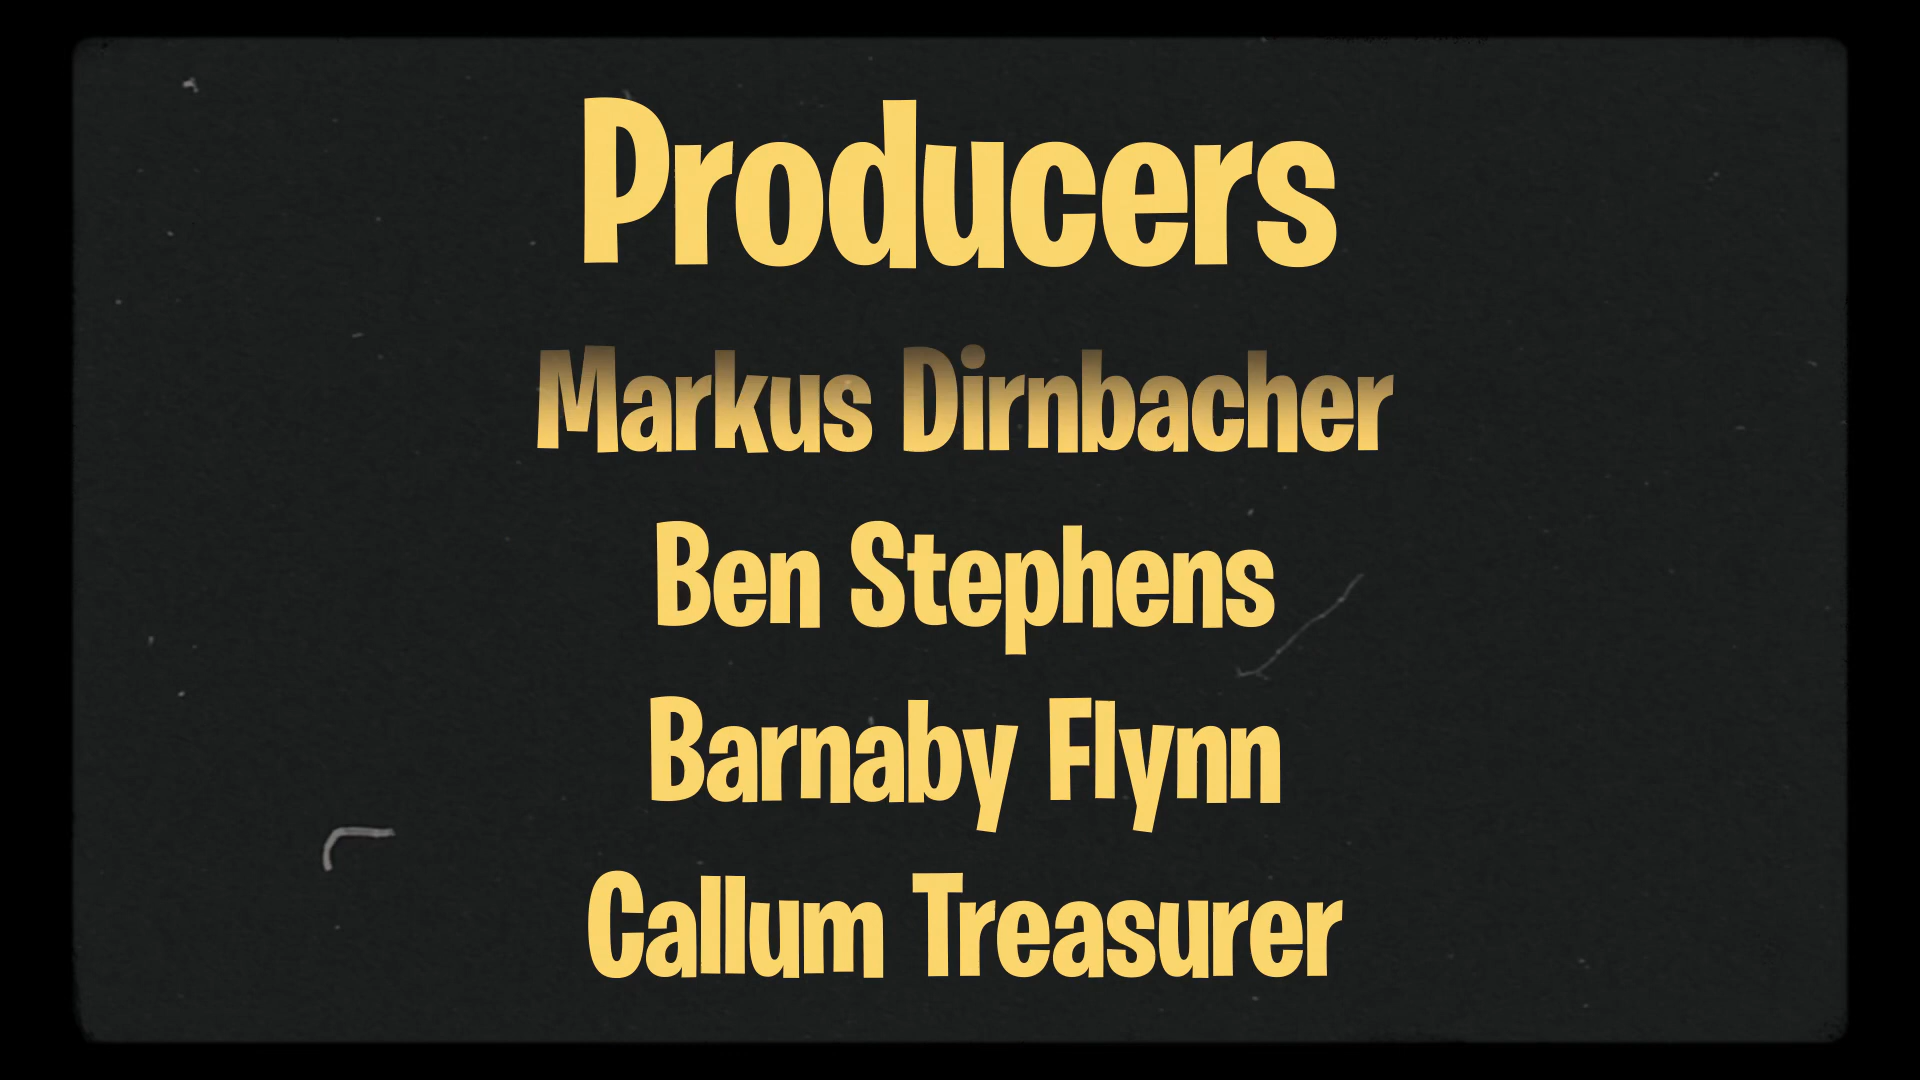 Producers
Markus Dirnbacher
Ben Stephens
Barnaby Flynn
Callum Treasurer